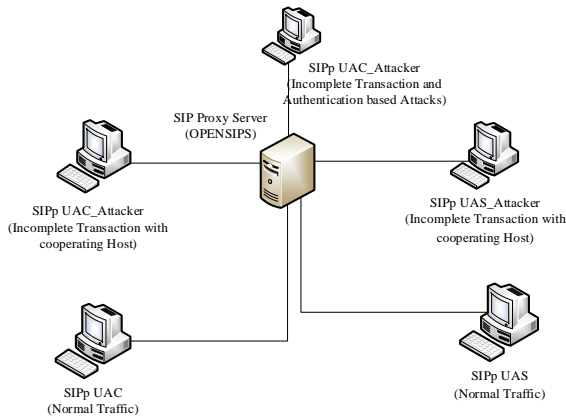 SIPp UAC_Attacker
(Incomplete Transaction and
Authentication based Attacks)
SIP Proxy Server
(OPENSIPS)
SIPp UAC_Attacker
(Incomplete Transaction with
cooperating Host)
SIPp UAS_Attacker
(Incomplete Transaction with
cooperating Host)
SIPp UAC
(Normal Traffic)
SIPp UAS
(Normal Traffic)